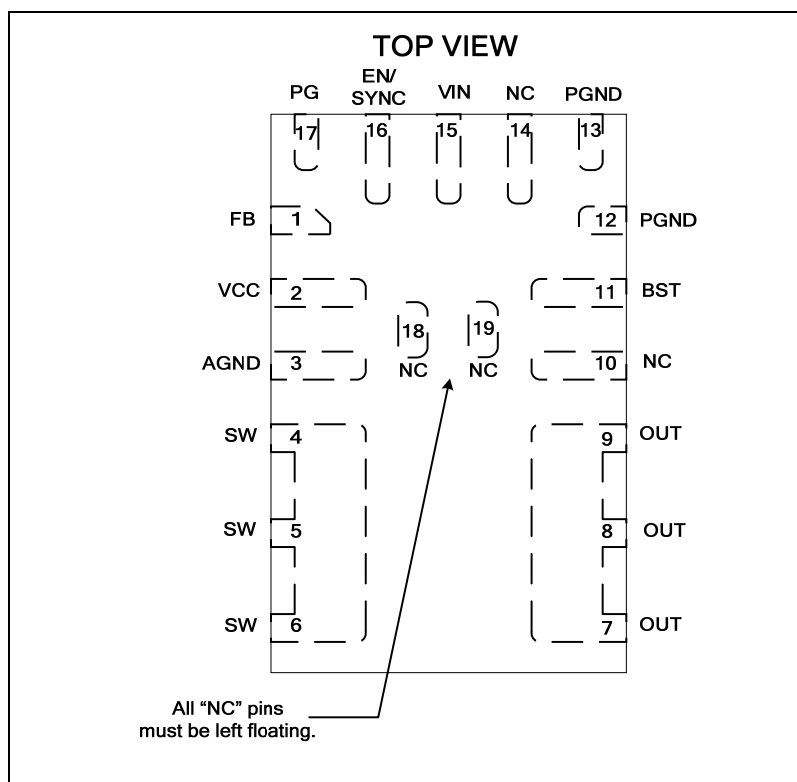 TOP VIEW
PG
EN/
SYNC
VIN
NC
PGND
17
16
15
14
13
FB
1
12
PGND
VCC
2
11
BST
18
19
AGND
3
NC
NC
10
NC
SW
4
9
OUT
SW
5
8
OUT
SW
6
7
OUT
All “NC” pins
must be left floating.